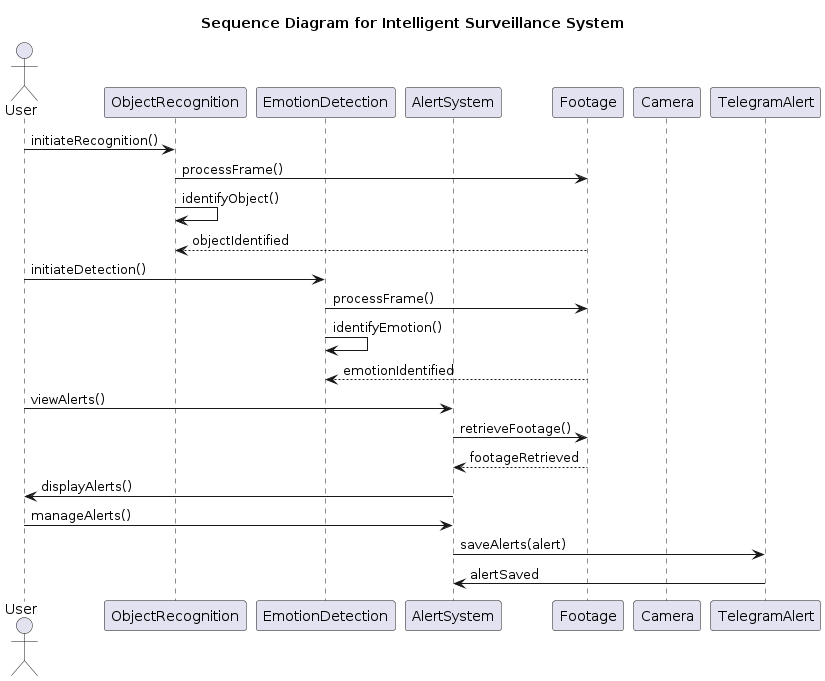 Sequence Diagram for Intelligent Surveillance System
User
ObjectRecognition
EmotionDetection
AlertSystem
Footage
Camera
TelegramAlert
initiateRecognition()
processFrame()
identifyObject()
objectIdentified
initiateDetection()
processFrame()
identifyEmotion()
emotionIdentified
viewAlerts()
retrieveFootage()
footageRetrieved
displayAlerts()
manageAlerts()
saveAlerts(alert)
alertSaved
User
ObjectRecognition
EmotionDetection
AlertSystem
Footage
Camera
TelegramAlert